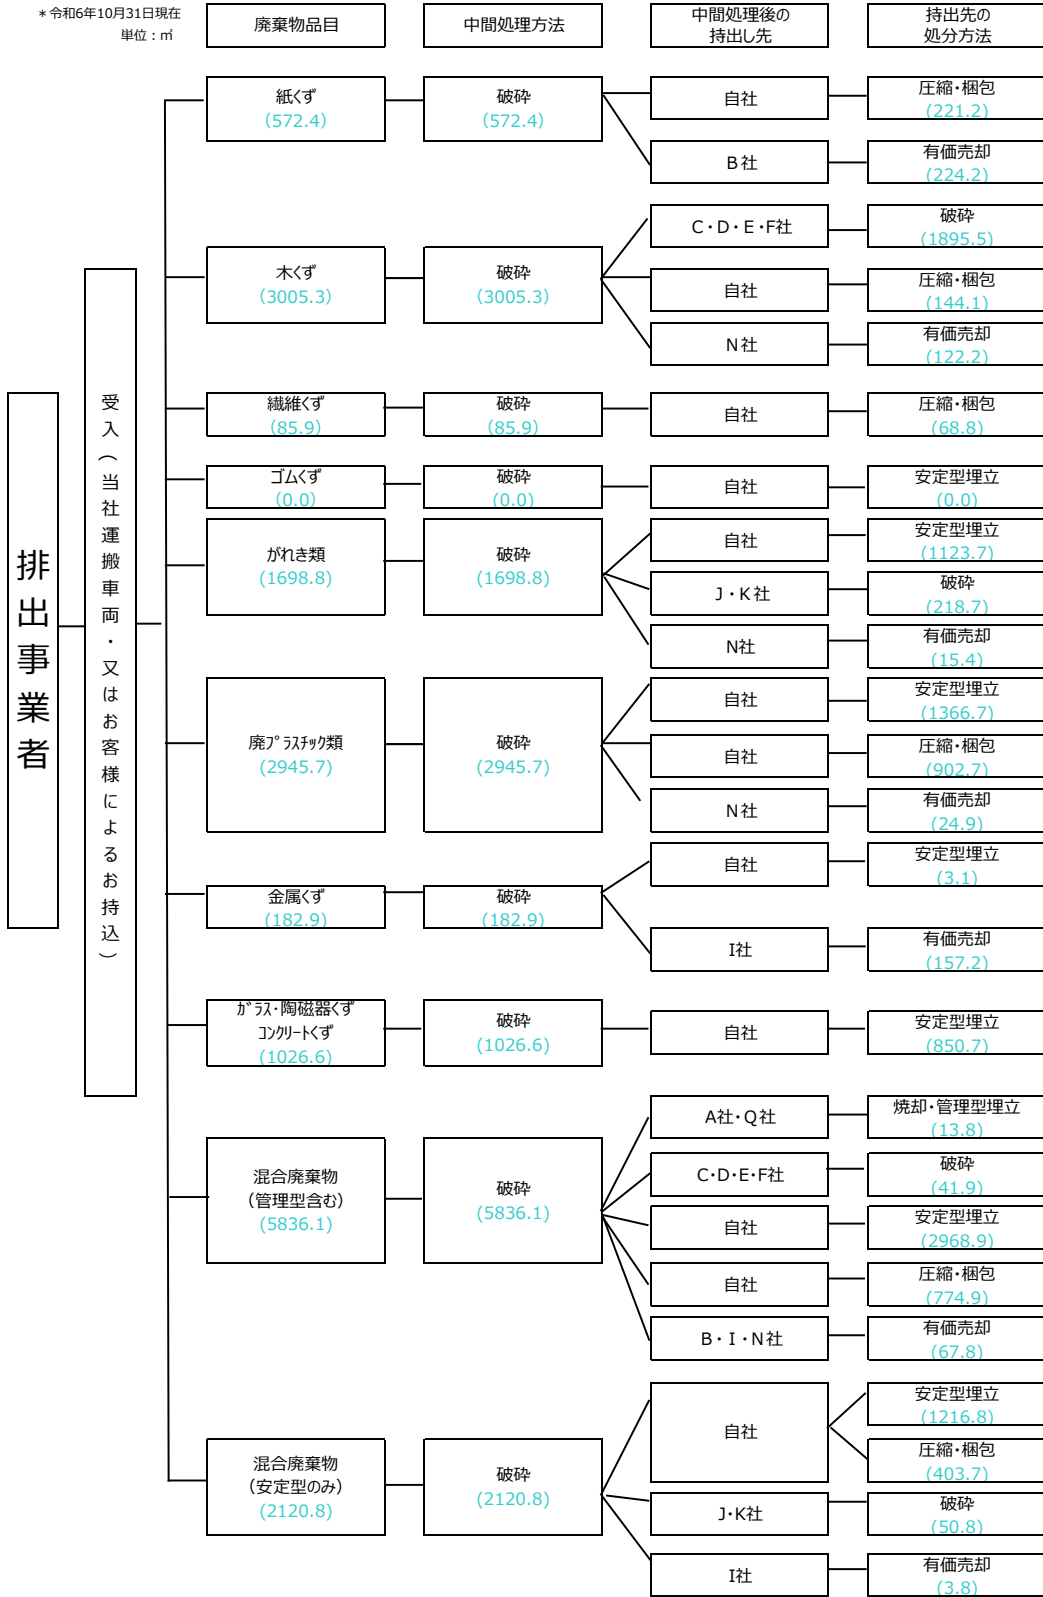 ＊令和6年10月31日現在
単位：㎥
廃棄物品目
中間処理方法
中間処理後の
持出し先
持出先の
処分方法
排出事業者
受入（当社運搬車両・又はお客様によるお持込）
紙くず
(572.4)
破砕
(572.4)
自社
圧縮・梱包
(221.2)
B社
有価売却
(224.2)
木くず
(3005.3)
破砕
(3005.3)
C・D・E・F社
破砕
(1895.5)
自社
圧縮・梱包
(144.1)
N社
有価売却
(122.2)
繊維くず
(85.9)
破砕
(85.9)
自社
圧縮・梱包
(68.8)
ゴムくず
(0.0)
破砕
(0.0)
自社
安定型埋立
(0.0)
がれき類
(1698.8)
破砕
(1698.8)
自社
安定型埋立
(1123.7)
J・K社
破砕
(218.7)
N社
有価売却
(15.4)
廃ﾌﾟﾗｽﾁｯｸ類
(2945.7)
破砕
(2945.7)
自社
安定型埋立
(1366.7)
自社
圧縮・梱包
(902.7)
N社
有価売却
(24.9)
金属くず
(182.9)
破砕
(182.9)
自社
安定型埋立
(3.1)
I社
有価売却
(157.2)
ｶﾞﾗｽ・陶磁器くず
ｺﾝｸﾘｰﾄくず
(1026.6)
破砕
(1026.6)
自社
安定型埋立
(850.7)
混合廃棄物
(管理型含む)
(5836.1)
破砕
(5836.1)
A社・Q社
焼却・管理型埋立
(13.8)
C・D・E・F社
破砕
(41.9)
自社
安定型埋立
(2968.9)
自社
圧縮・梱包
(774.9)
B・I・N社
有価売却
(67.8)
混合廃棄物
(安定型のみ)
(2120.8)
破砕
(2120.8)
自社
安定型埋立
(1216.8)
圧縮・梱包
(403.7)
J・K社
破砕
(50.8)
I社
有価売却
(3.8)